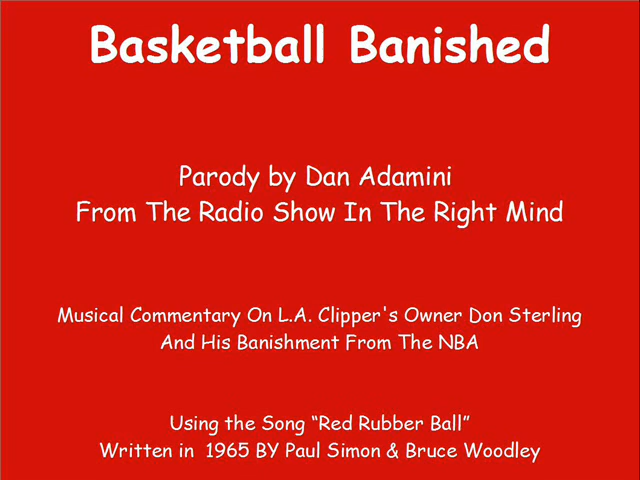 Basketball Banished
Parody by Dan Adamini
From The Radio Show In The Right Mind
Musical Commentary On L.A. Clipper's Owner Don Sterling
And His Banishment From The NBA
Using the Song “Red Rubber Ball”
Written in  1965 BY Paul Simon & Bruce Woodley